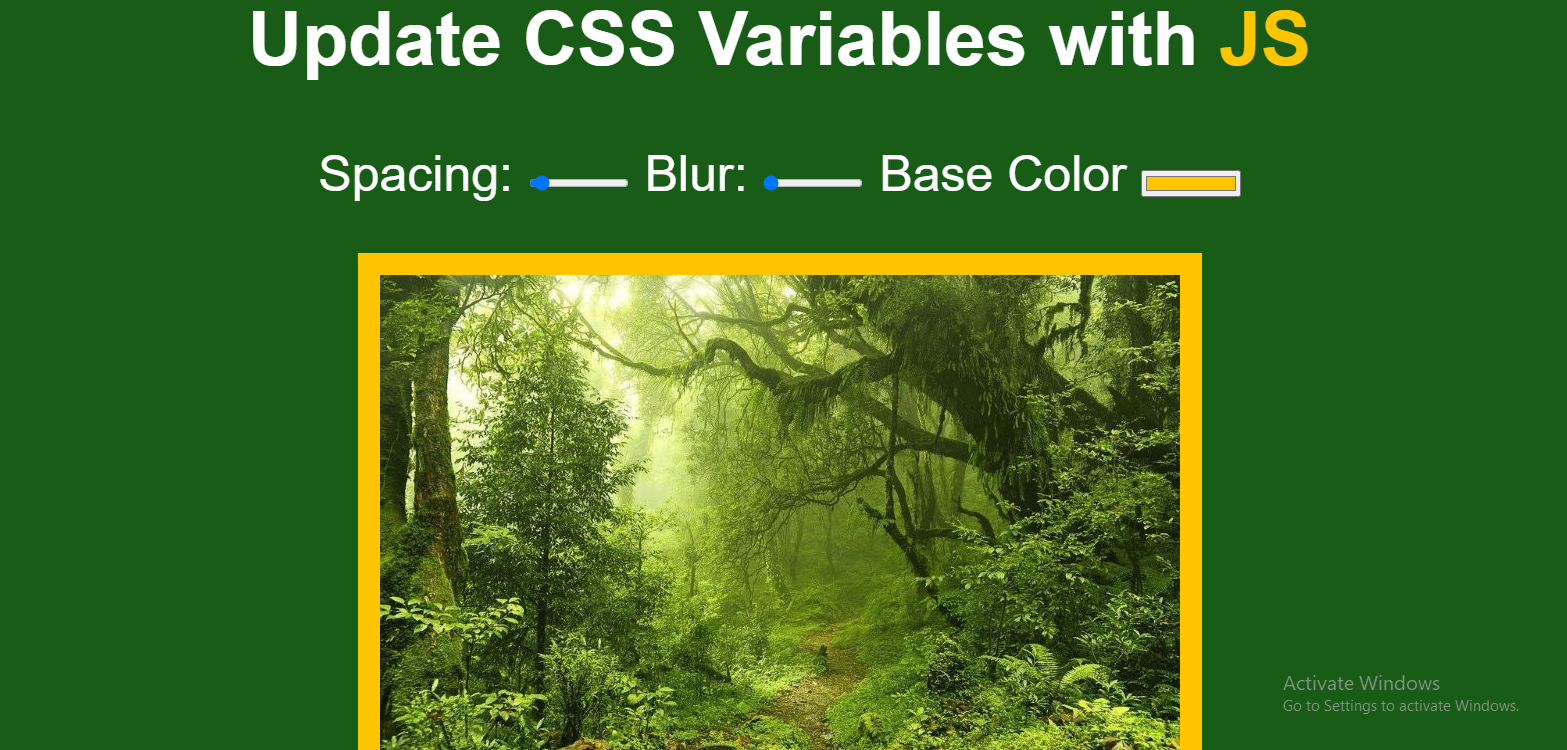 Update CSS Variables with JS
Spacing: Blur: Base Color
Activate Windows
Go to Settings to activate Windows.